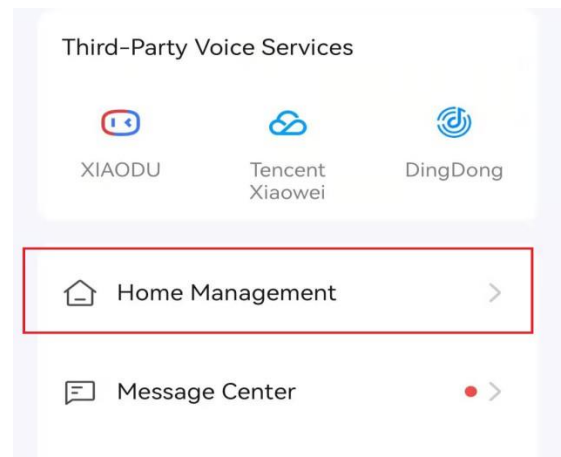 Third-Party Voice Services
XIAODU
Tencent
Xiaowei
DingDong
Home Management
Message Center